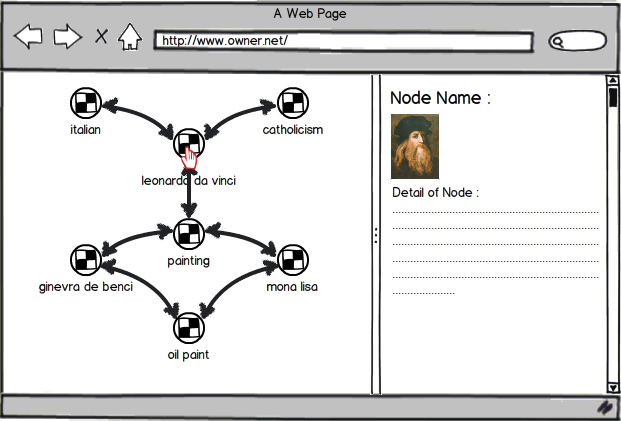 A Web Page
http://www.owner.net/
italian
catholicism
leonardo da vinci
painting
ginevra de benci
mona lisa
oil paint
Node Name :
Detail of Node :